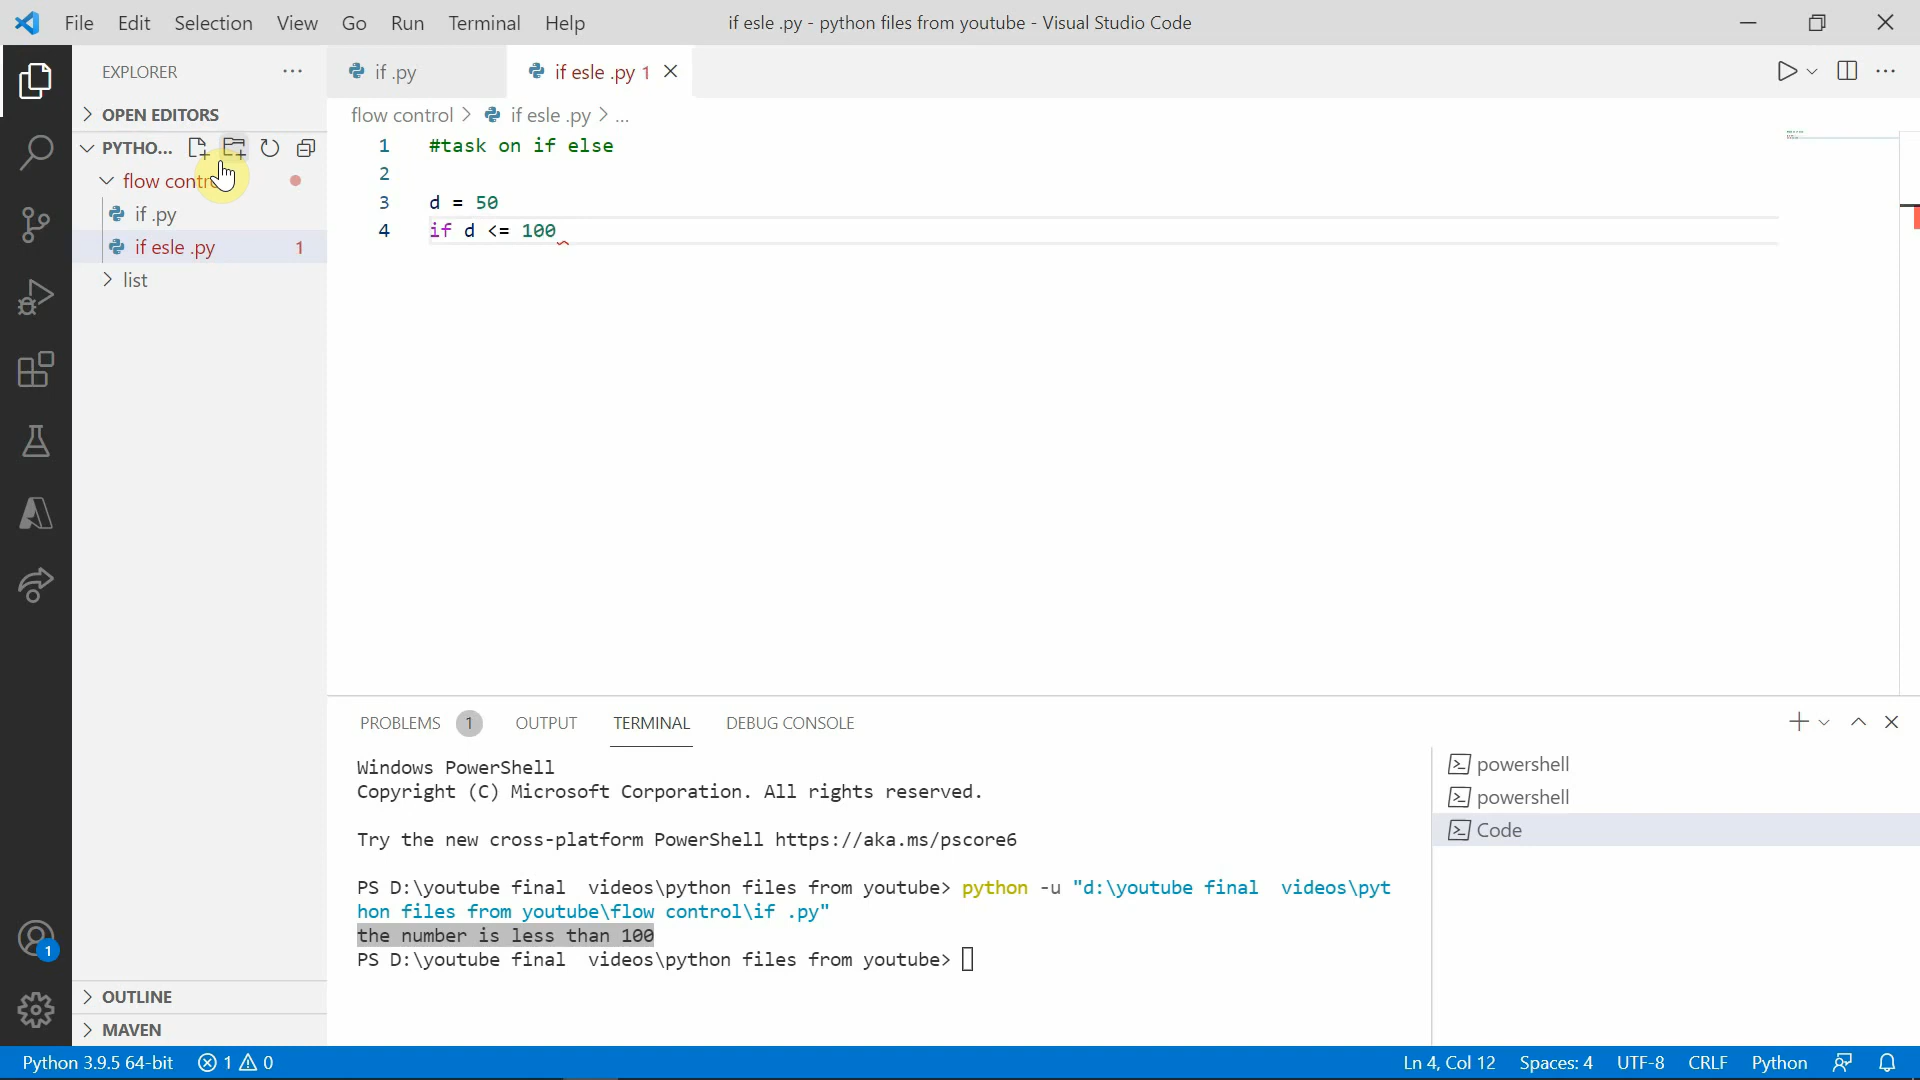 File Edit Selection View Go Run Terminal Help
if esle .py - python files from youtube - Visual Studio Code
EXPLORER
OPEN EDITORS
PYTHO...
flow contr
if .py
if esle .py 1
list
OUTLINE
MAVEN
if .py
if esle .py 1
flow control > if esle .py > ...
1 #task on if else
2
3 d = 50
4 if d <= 100
PROBLEMS 1 OUTPUT TERMINAL DEBUG CONSOLE
Windows PowerShell
Copyright (C) Microsoft Corporation. All rights reserved.
Try the new cross-platform PowerShell https://aka.ms/pscore6
PS D:\youtube final  videos\python files from youtube> python -u "d:\youtube final  videos\pyt
hon files from youtube\flow control\if .py"
the number is less than 100
PS D:\youtube final  videos\python files from youtube>
powershell
powershell
Code
1
Python 3.9.5 64-bit 1 0
Ln 4, Col 12 Spaces: 4 UTF-8 CRLF Python